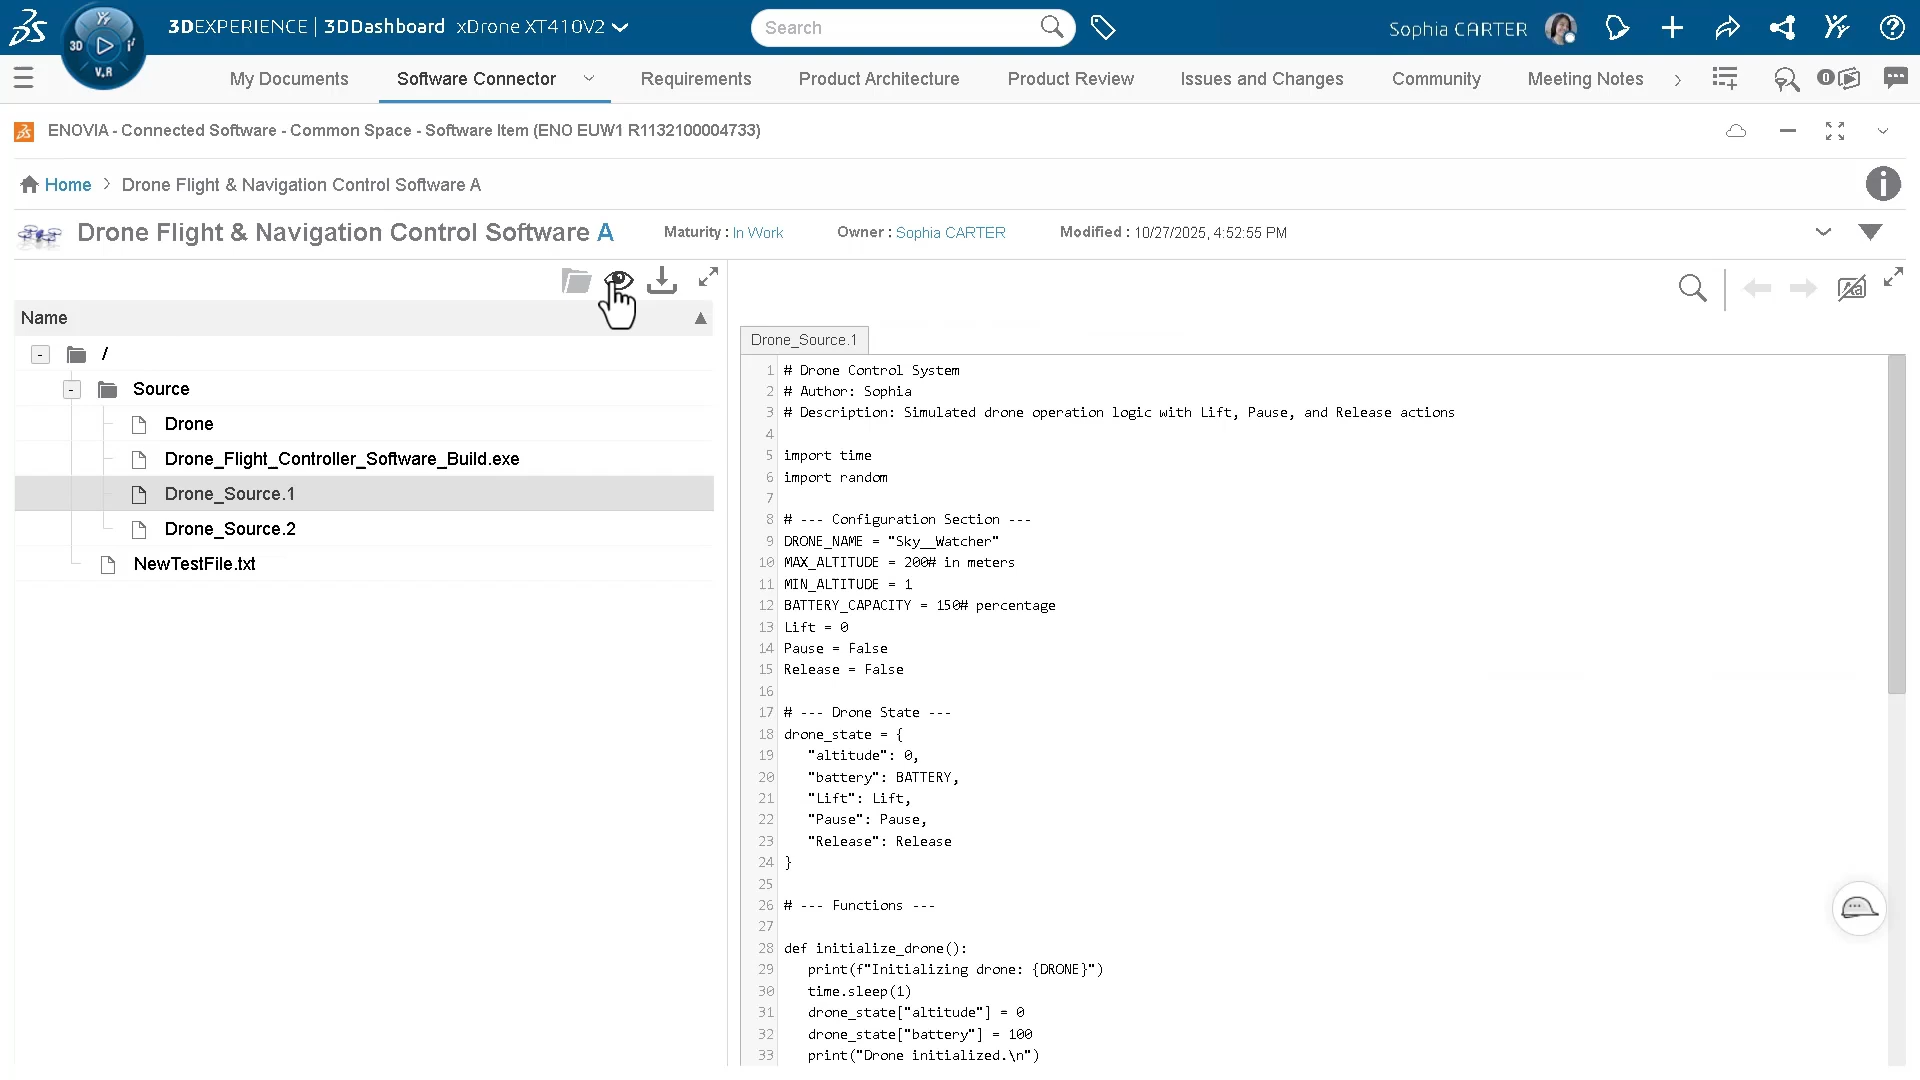 3DEXPERIENCE | 3DDashboard xDrone XT410V2
Search
Sophia CARTER
3D
V.R
My Documents
Software Connector
Requirements
Product Architecture
Product Review
Issues and Changes
Community
Meeting Notes
0
ENOVIA - Connected Software - Common Space - Software Item (ENO EUW1 R1132100004733)
Home > Drone Flight & Navigation Control Software A
Drone Flight & Navigation Control Software A
Maturity : In Work
Owner : Sophia CARTER
Modified : 10/27/2025, 4:52:55 PM
Name
/
Source
Drone
Drone_Flight_Controller_Software_Build.exe
Drone_Source.1
Drone_Source.2
NewTestFile.txt
Drone_Source.1
1 # Drone Control System
2 # Author: Sophia
3 # Description: Simulated drone operation logic with Lift, Pause, and Release actions
4
5 import time
6 import random
7
8 # --- Configuration Section ---
9 DRONE_NAME = "Sky__Watcher"
10 MAX_ALTITUDE = 200# in meters
11 MIN_ALTITUDE = 1
12 BATTERY_CAPACITY = 150# percentage
13 Lift = 0
14 Pause = False
15 Release = False
16
17 # --- Drone State ---
18 drone_state = {
19 "altitude": 0,
20 "battery": BATTERY,
21 "Lift": Lift,
22 "Pause": Pause,
23 "Release": Release
24 }
25
26 # --- Functions ---
27
28 def initialize_drone():
29 print(f"Initializing drone: {DRONE}")
30 time.sleep(1)
31 drone_state["altitude"] = 0
32 drone_state["battery"] = 100
33 print("Drone initialized.\n")